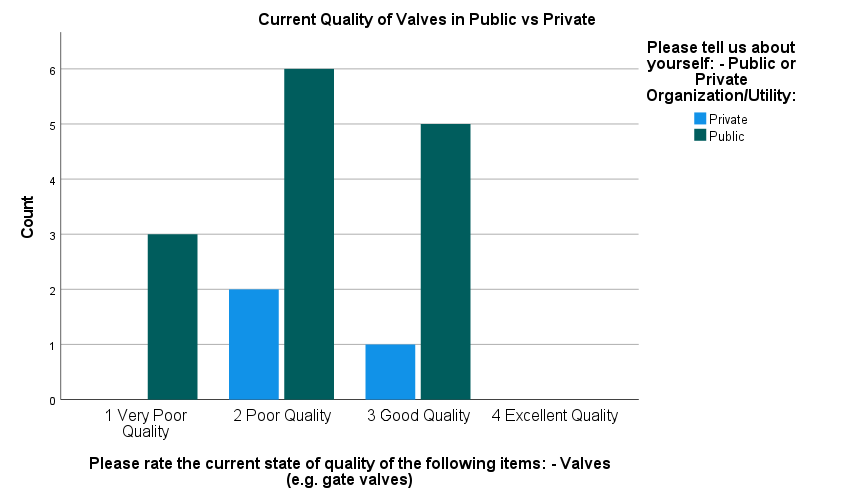 Current Quality of Valves in Public vs Private
Please tell us about
yourself: - Public or
Private
Organization/Utility:
Private
Public
Count
6
5
4
3
2
1
0
1 Very Poor
Quality
2 Poor Quality
3 Good Quality
4 Excellent Quality
Please rate the current state of quality of the following items: - Valves
(e.g. gate valves)